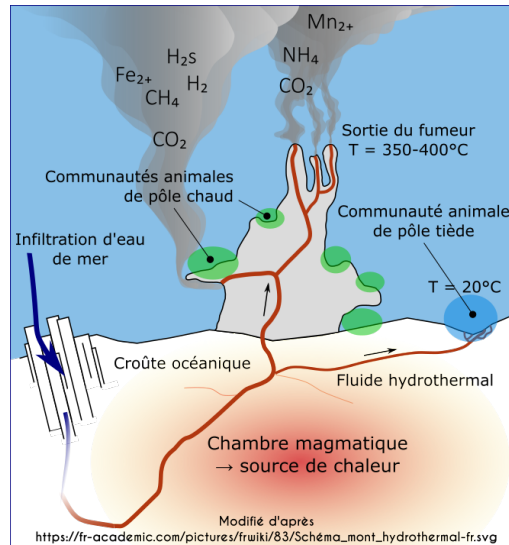 Mn₂₊
H₂s
NH₄
Fe₂₊
H₂
CH₄
CO₂
CO₂
Sortie du fumeur
T = 350-400°C
Communautés animales
de pôle chaud
Communauté animale
de pôle tiède
Infiltration d'eau
de mer
T = 20°C
Croûte océanique
Fluide hydrothermal
Chambre magmatique
→ source de chaleur
Modifié d'après
https://fr-academic.com/pictures/frwiki/83/Schéma_mont_hydrothermal-fr.svg